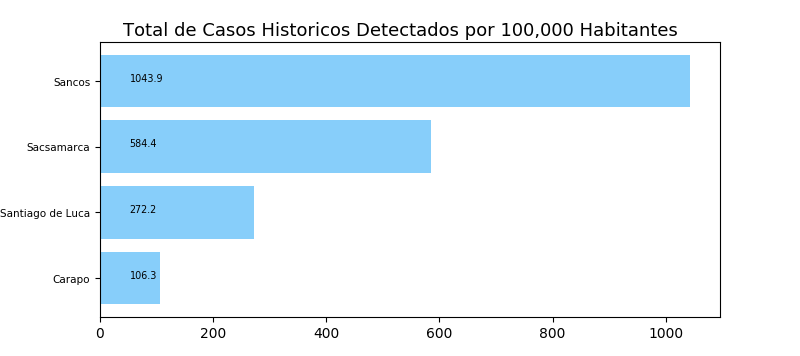 Total de Casos Historicos Detectados por 100,000 Habitantes
Sancos 1043.9
Sacsamarca 584.4
Santiago de Luca 272.2
Carapo 106.3
0 200 400 600 800 1000